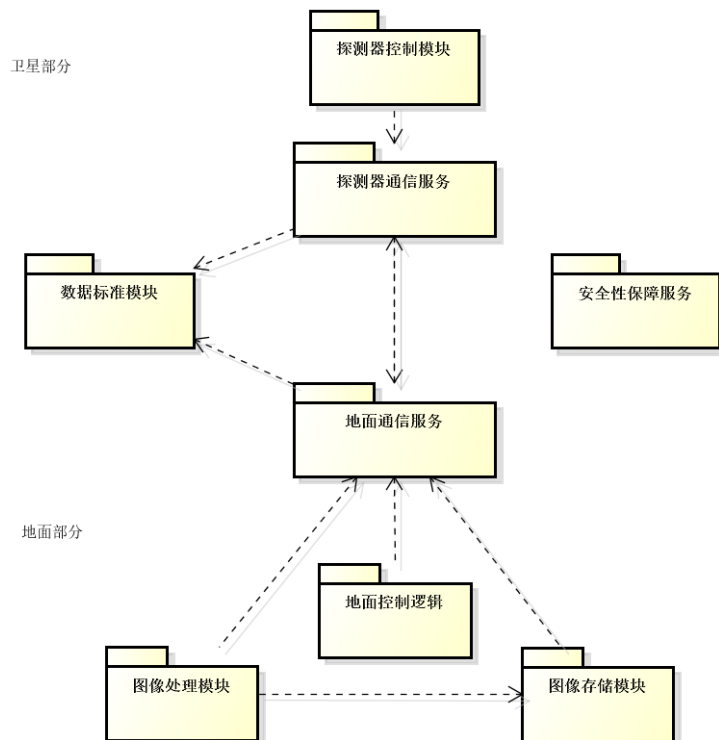 探测器控制模块
卫星部分
探测器通信服务
数据标准模块
安全性保障服务
地面通信服务
地面部分
地面控制逻辑
图像处理模块
图像存储模块